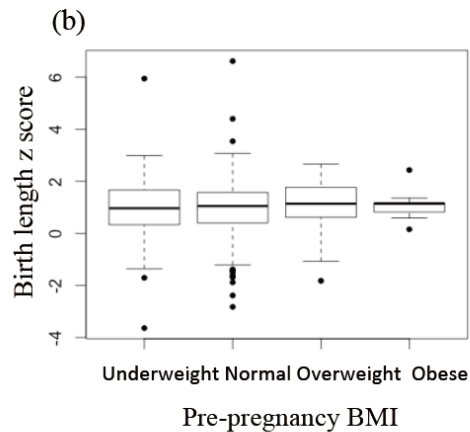 (b)
Birth length z score
6
4
2
0
-2
-4
Underweight Normal Overweight Obese
Pre-pregnancy BMI